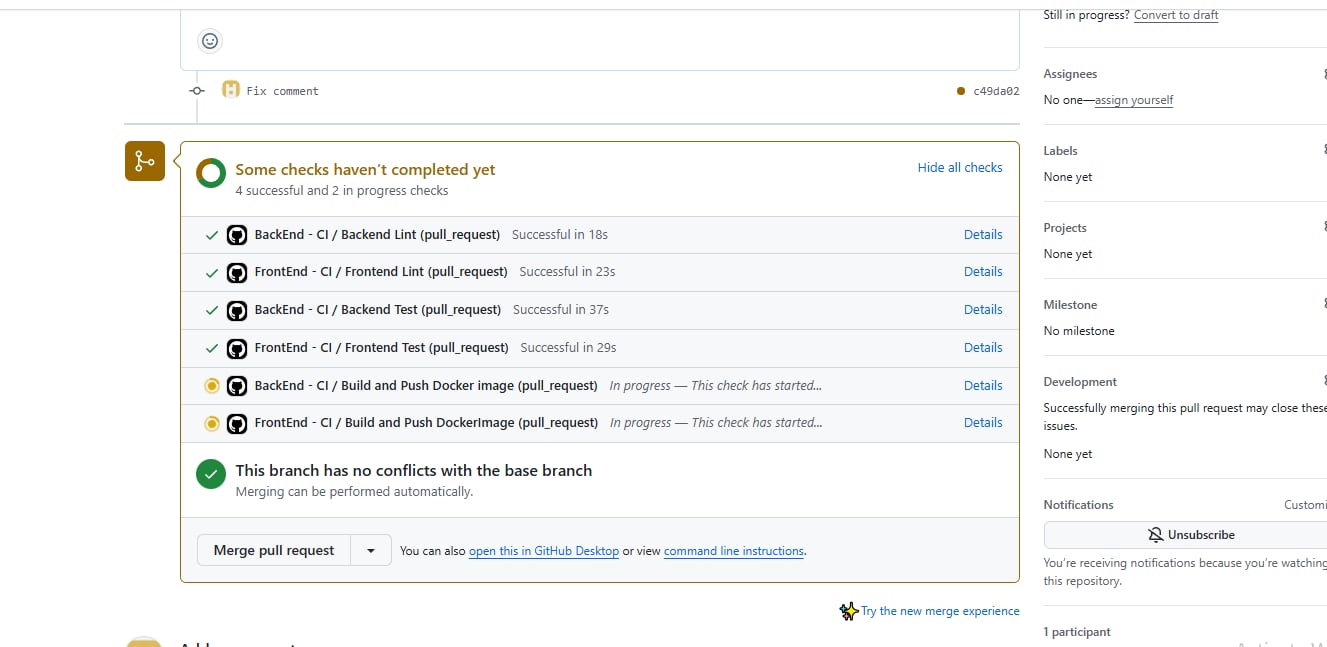 Still in progress? Convert to draft
Fix comment
c49da02
Assignees
No one—assign yourself
Some checks haven't completed yet
Hide all checks
4 successful and 2 in progress checks
Labels
None yet
BackEnd - CI / Backend Lint (pull_request) Successful in 18s Details
Projects
None yet
FrontEnd - CI / Frontend Lint (pull_request) Successful in 23s Details
BackEnd - CI / Backend Test (pull_request) Successful in 37s Details
Milestone
No milestone
FrontEnd - CI / Frontend Test (pull_request) Successful in 29s Details
BackEnd - CI / Build and Push Docker image (pull_request) In progress — This check has started... Details
FrontEnd - CI / Build and Push DockerImage (pull_request) In progress — This check has started... Details
Development
Successfully merging this pull request may close these
issues.
None yet
This branch has no conflicts with the base branch
Merging can be performed automatically.
Notifications
Unsubscribe
You're receiving notifications because you're watching
this repository.
Merge pull request
You can also open this in GitHub Desktop or view command line instructions.
Try the new merge experience
1 participant